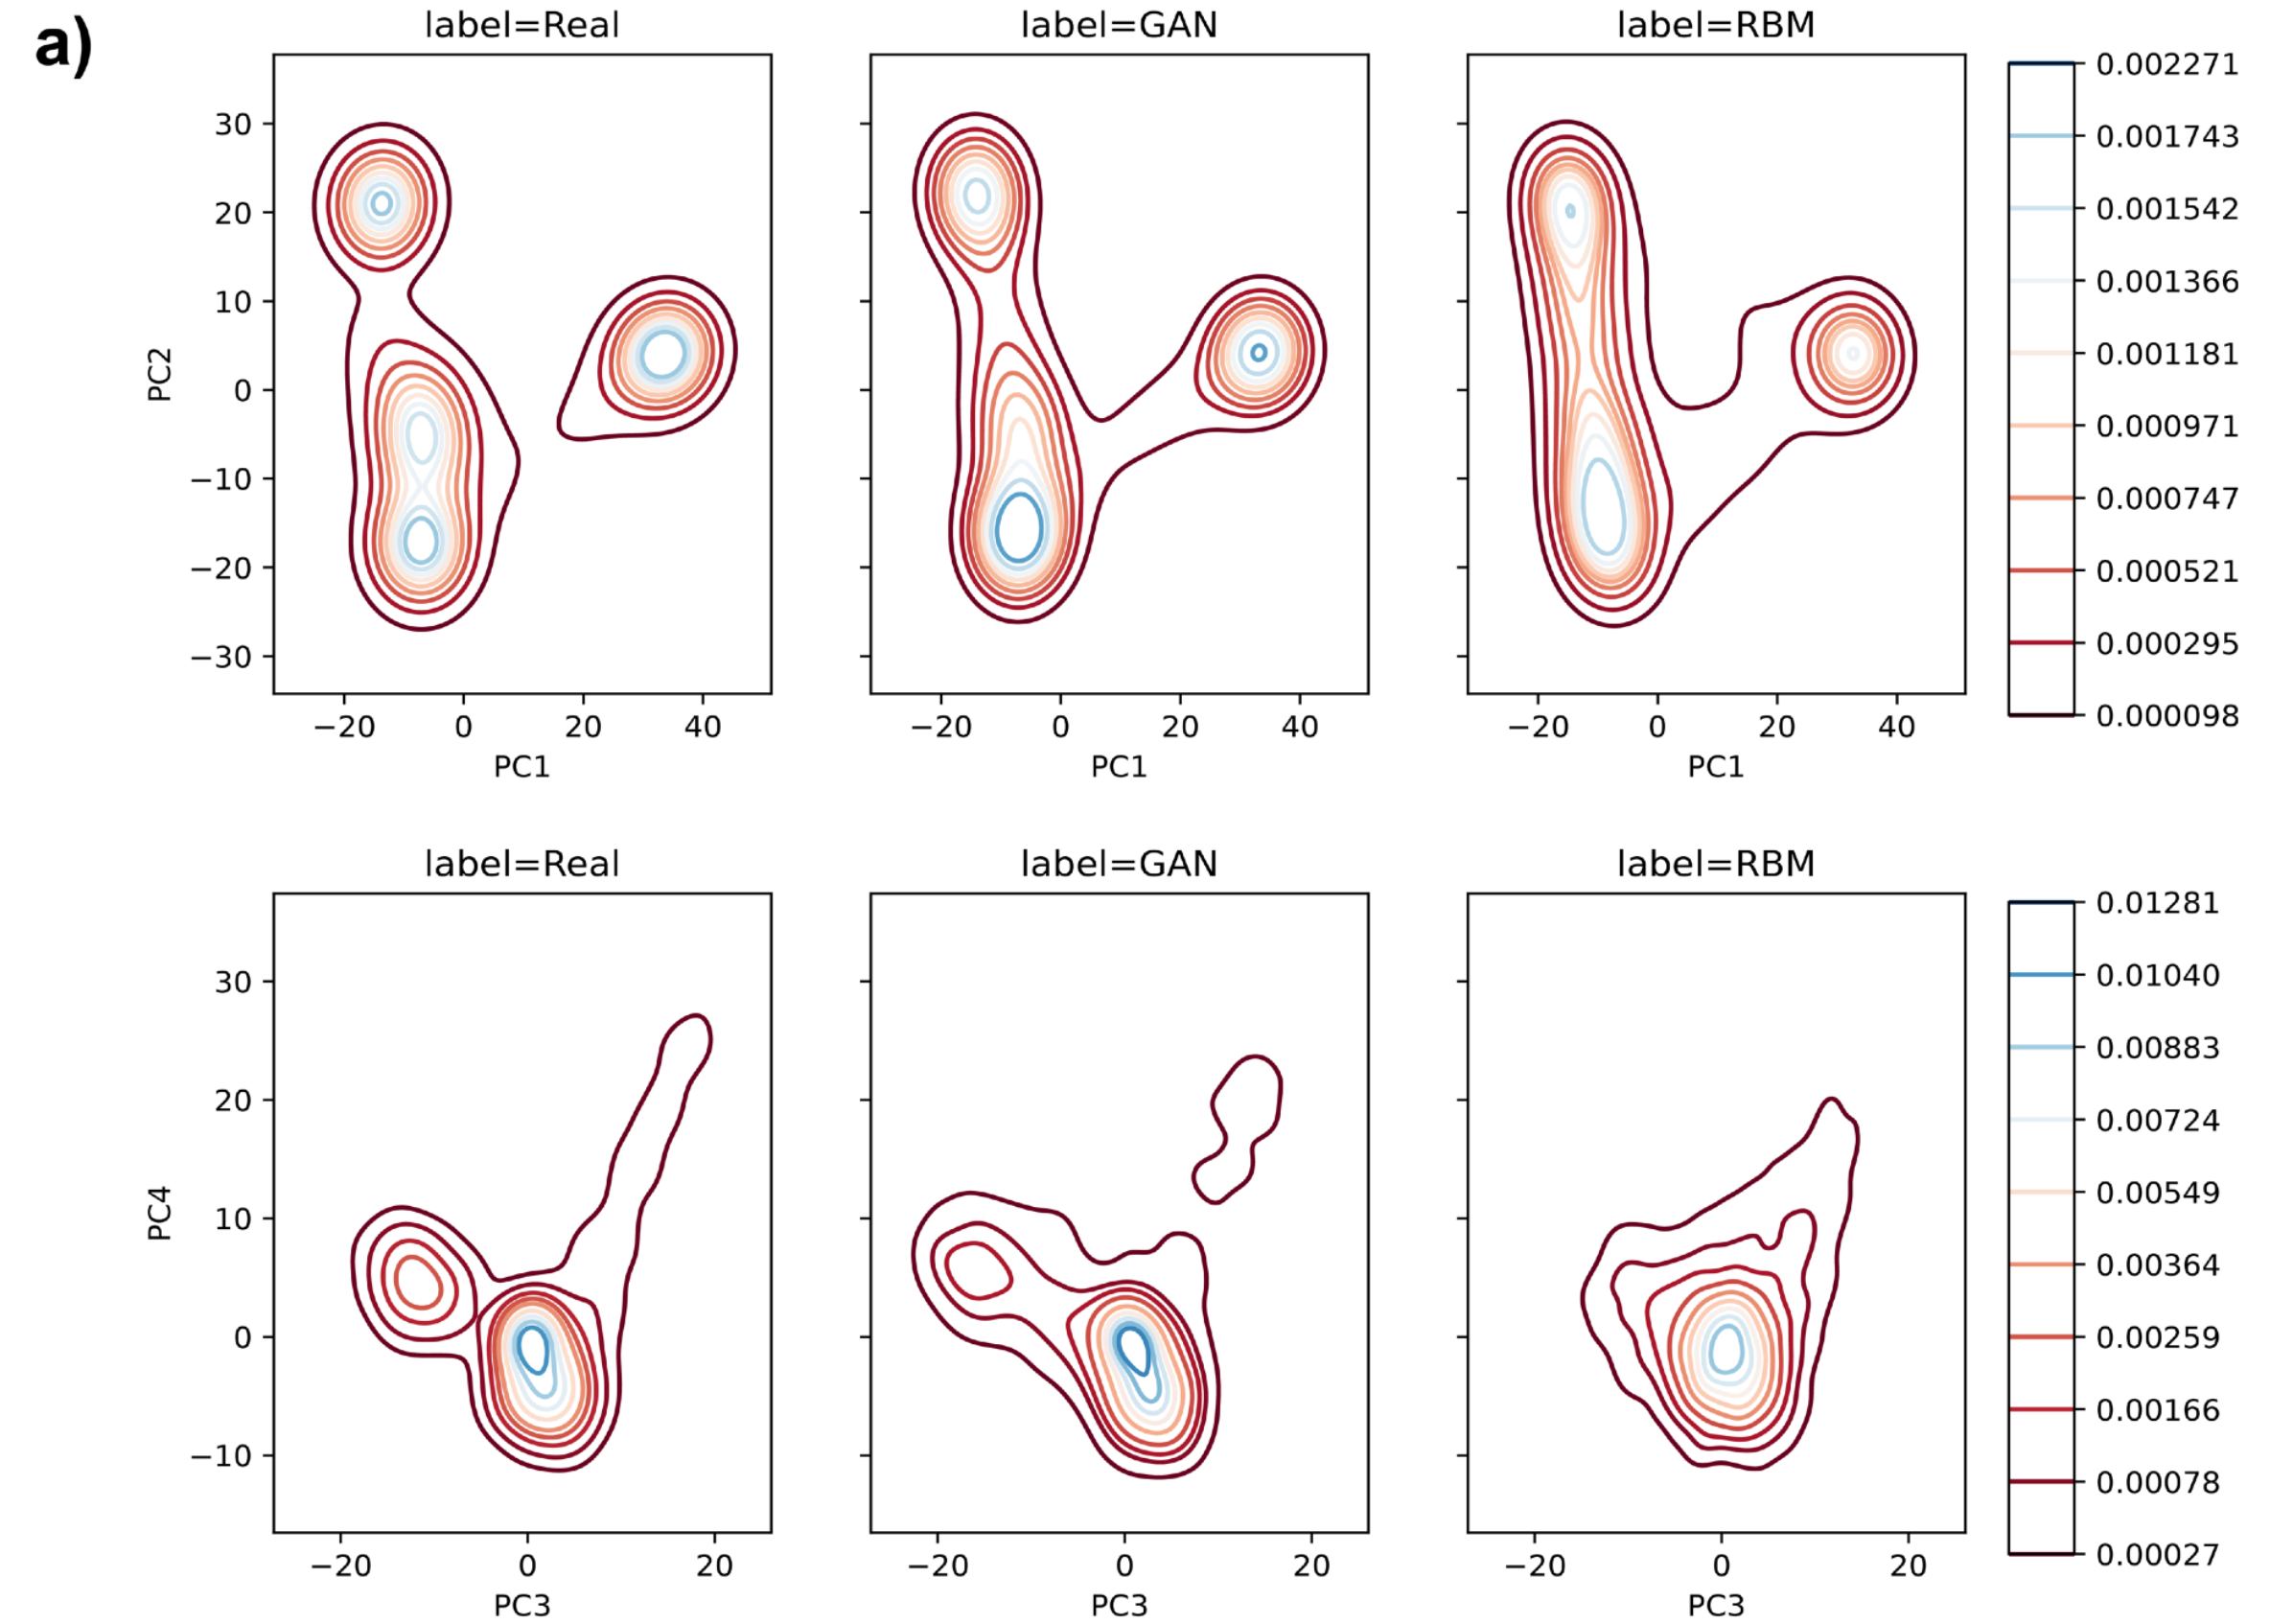 a)
label=Real label=GAN label=RBM
PC2
30
20
10
0
−10
−20
−30
−20 0 20 40
−20 0 20 40
−20 0 20 40
PC1 PC1 PC1
0.002271
0.001743
0.001542
0.001366
0.001181
0.000971
0.000747
0.000521
0.000295
0.000098
label=Real label=GAN label=RBM
PC4
30
20
10
0
−10
−20 0 20
−20 0 20
−20 0 20
PC3 PC3 PC3
0.01281
0.01040
0.00883
0.00724
0.00549
0.00364
0.00259
0.00166
0.00078
0.00027